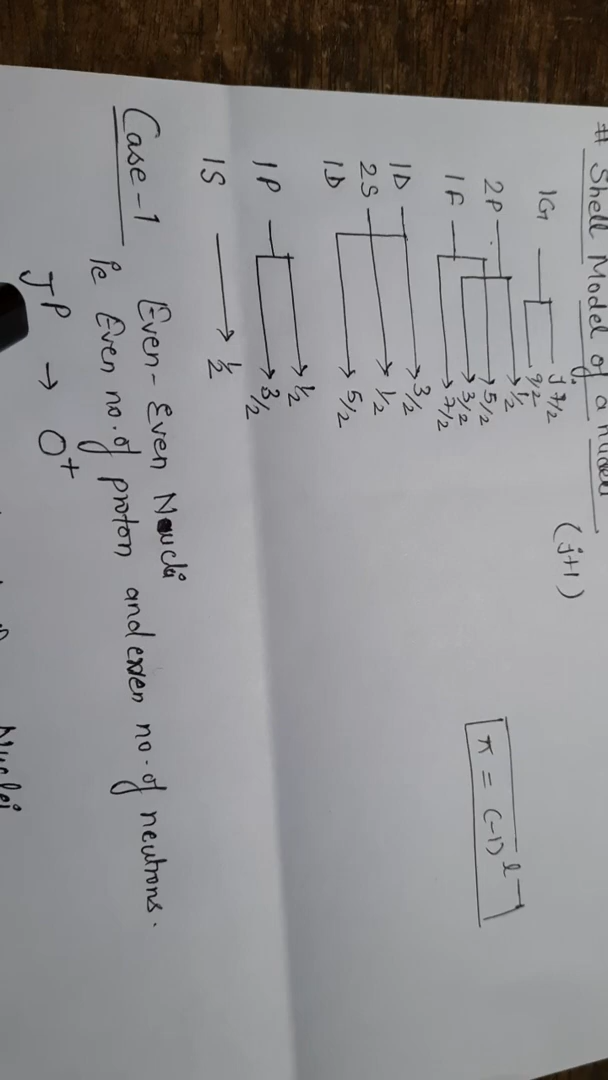 # Shell Model of a nuclei
(j+1)
1G j 7/2
9/2
2P 1/2
5/2
1F 3/2
7/2
π = (-1)^l
1D 3/2
2S 1/2
1D 5/2
1P 1/2
3/2
1S 1/2
Case-1 Even-Even Nucli
ie Even no. of proton and even no. of neutrons.
J^P → 0^+
Nuclei